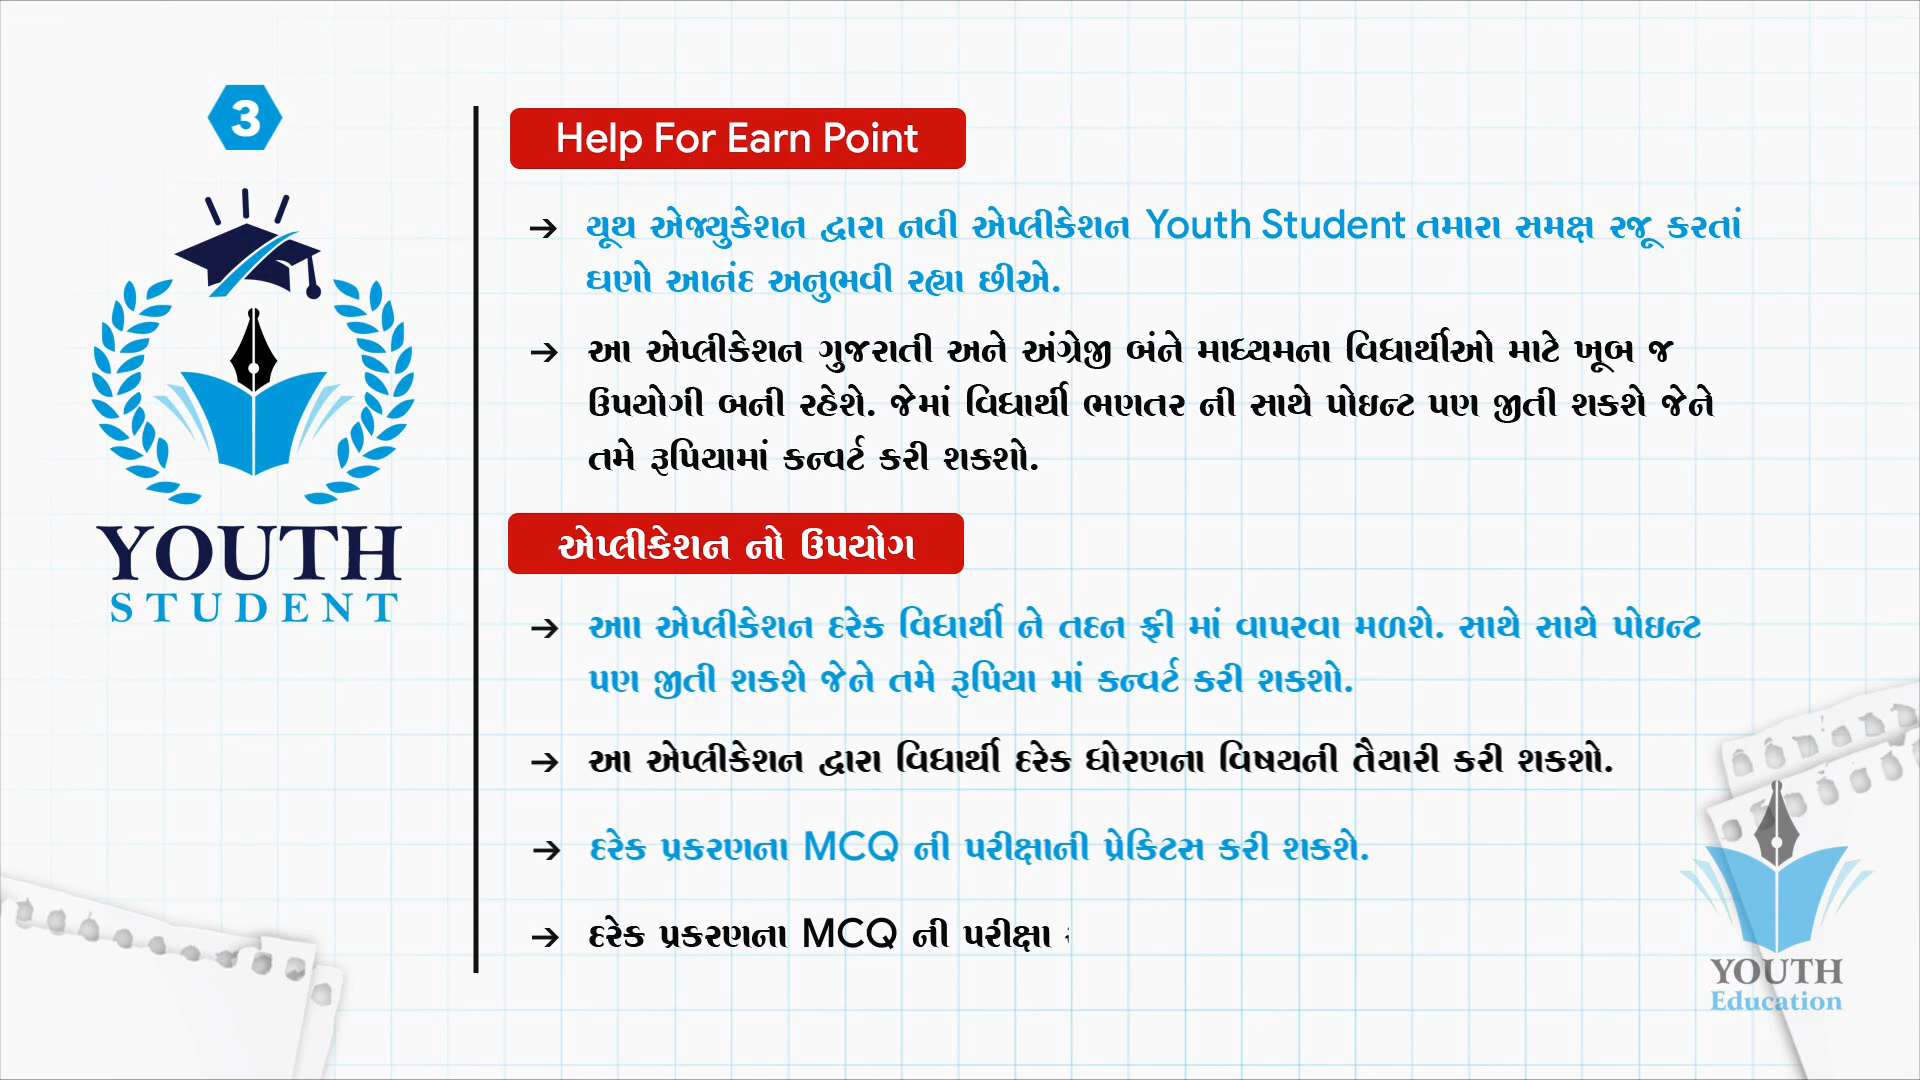 3
YOUTH
STUDENT
Help For Earn Point
→ યૂથ એજ્યુકેશન દ્વારા નવી એપ્લીકેશન Youth Student તમારા સમક્ષ રજૂ કરતાં
ઘણો આનંદ અનુભવી રહ્યા છીએ.
→ આ એપ્લીકેશન ગુજરાતી અને અંગ્રેજી બંને માધ્યમના વિધાર્થીઓ માટે ખૂબ જ
ઉપયોગી બની રહેશે. જેમાં વિધાર્થી ભણતર ની સાથે પોઇન્ટ પણ જીતી શકશે જેને
તમે રૂપિયામાં કન્વર્ટ કરી શકશો.
એપ્લીકેશન નો ઉપયોગ
→ આા એપ્લીકેશન દરેક વિધાર્થી ને તદન ફ્રી માં વાપરવા મળશે. સાથે સાથે પોઇન્ટ
પણ જીતી શકશે જેને તમે રૂપિયા માં કન્વર્ટ કરી શકશો.
→ આ એપ્લીકેશન દ્વારા વિધાર્થી દરેક ધોરણના વિષયની તૈયારી કરી શકશો.
→ દરેક પ્રકરણના MCQ ની પરીક્ષાની પ્રેકિટસ કરી શકશે.
→ દરેક પ્રકરણના MCQ ની પરીક્ષા
YOUTH
Education